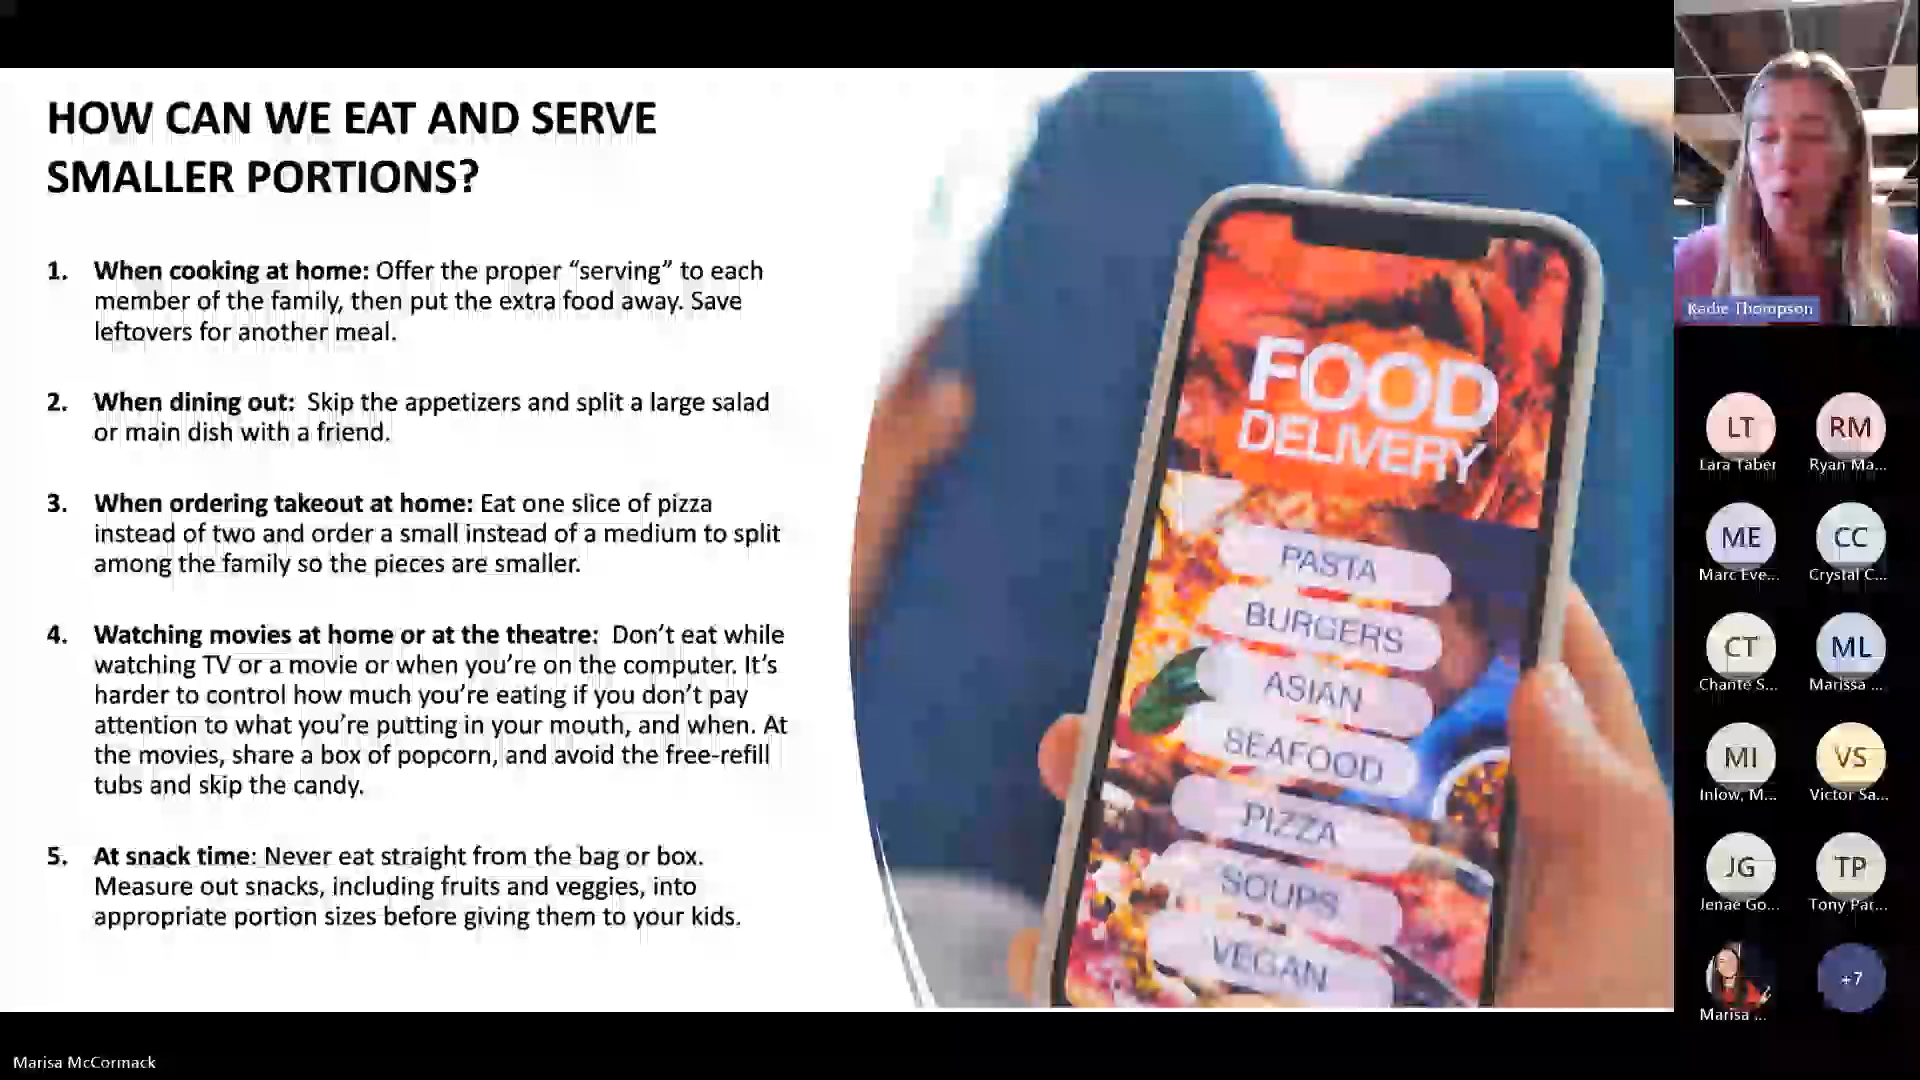 HOW CAN WE EAT AND SERVE
SMALLER PORTIONS?
1. When cooking at home: Offer the proper “serving” to each
member of the family, then put the extra food away. Save
leftovers for another meal.
2. When dining out: Skip the appetizers and split a large salad
or main dish with a friend.
3. When ordering takeout at home: Eat one slice of pizza
instead of two and order a small instead of a medium to split
among the family so the pieces are smaller.
4. Watching movies at home or at the theatre: Don’t eat while
watching TV or a movie or when you’re on the computer. It’s
harder to control how much you’re eating if you don’t pay
attention to what you’re putting in your mouth, and when. At
the movies, share a box of popcorn, and avoid the free-refill
tubs and skip the candy.
5. At snack time: Never eat straight from the bag or box.
Measure out snacks, including fruits and veggies, into
appropriate portion sizes before giving them to your kids.
FOOD
DELIVERY
PASTA
BURGERS
ASIAN
SEAFOOD
PIZZA
SOUPS
VEGAN
Kadie Thompson
LT RM
Lara Taber Ryan Ma...
ME CC
Marc Eve... Crystal C...
CT ML
Chante S... Marissa ...
MI VS
Inlow, M... Victor Sa...
JG TP
Jenae Go... Tony Par...
+7
Marisa ...
Marisa McCormack